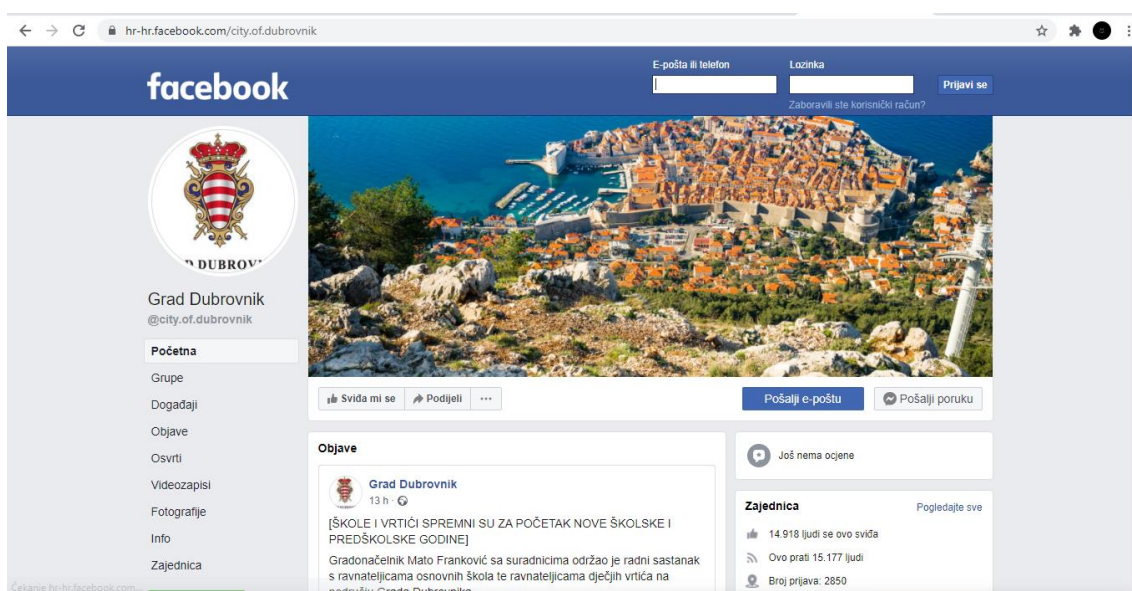 hr-hr.facebook.com/city.of.dubrovnik
facebook
E-pošta ili telefon
Lozinka
Prijavi se
Zaboravili ste korisnički račun?
D DUBROV
Grad Dubrovnik
@city.of.dubrovnik
Početna
Grupe
Događaji
Objave
Osvrti
Videozapisi
Fotografije
Info
Zajednica
Sviđa mi se
Podijeli
Pošalji e-poštu
Pošalji poruku
Objave
Grad Dubrovnik
13 h ·
[ŠKOLE I VRTIĆI SPREMNI SU ZA POČETAK NOVE ŠKOLSKE I
PREDŠKOLSKE GODINE]
Gradonačelnik Mato Franković sa suradnicima održao je radni sastanak
s ravnateljicama osnovnih škola te ravnateljicama dječjih vrtića na
području Grada Dubrovnika
Još nema ocjene
Zajednica
Pogledajte sve
14.918 ljudi se ovo sviđa
Ovo prati 15.177 ljudi
Broj prijava: 2850
Čekanje hr-hr.facebook.com...